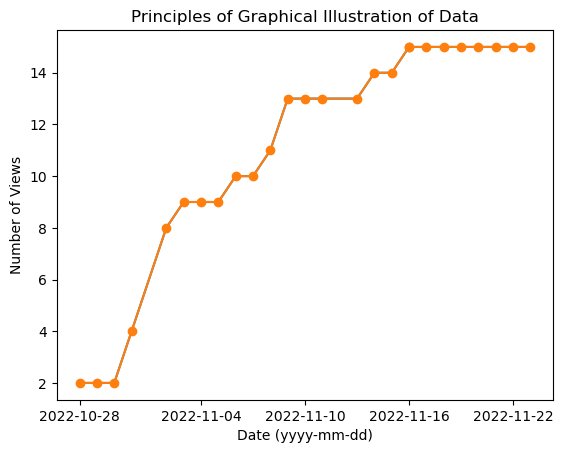 Principles of Graphical Illustration of Data
Number of Views
14
12
10
8
6
4
2
2022-10-28 2022-11-04 2022-11-10 2022-11-16 2022-11-22
Date (yyyy-mm-dd)